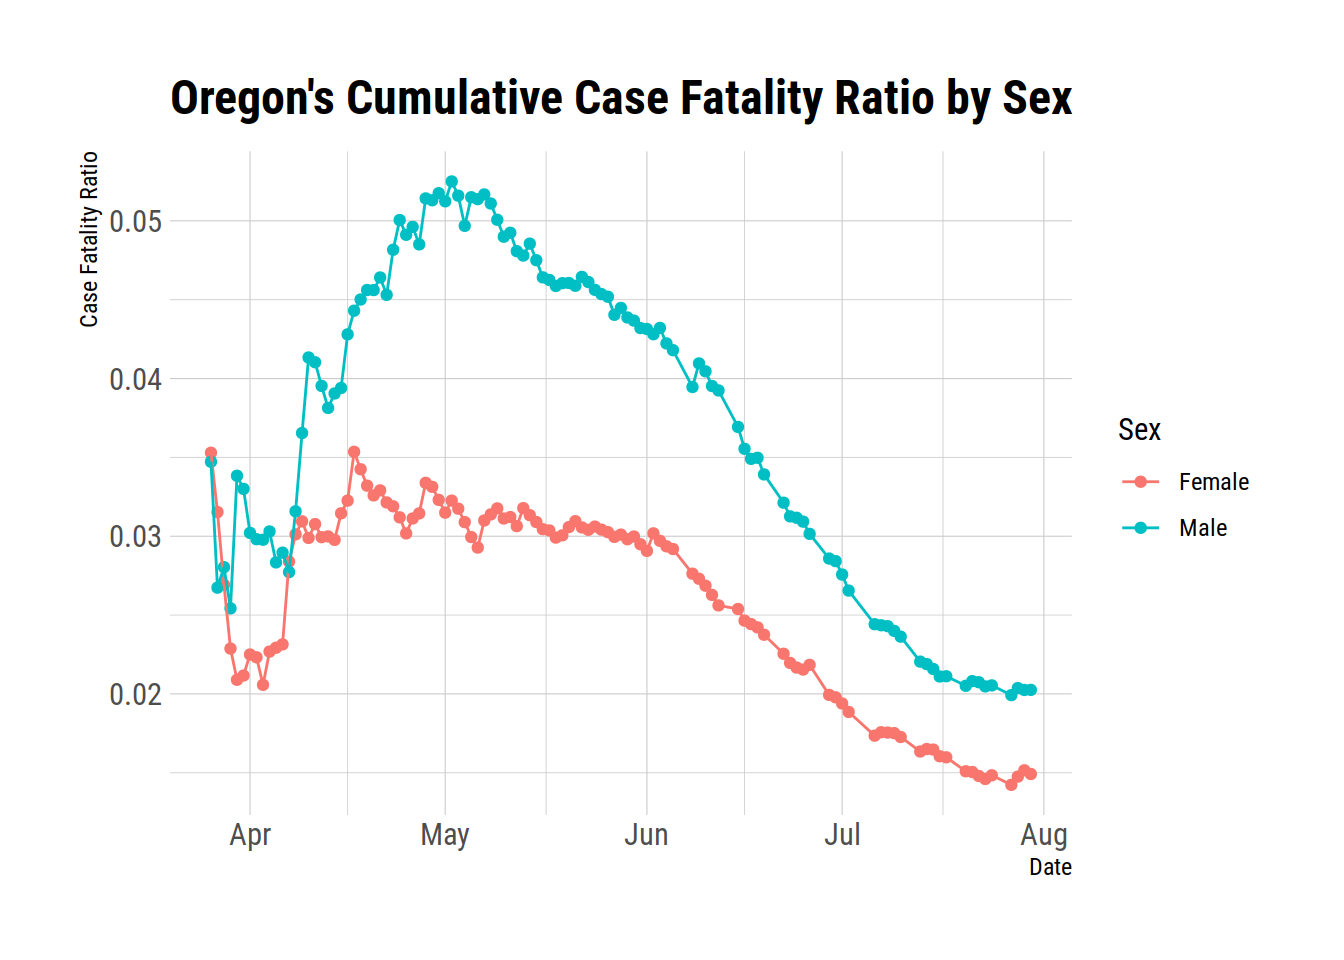 Oregon's Cumulative Case Fatality Ratio by Sex
Case Fatality Ratio
0.05
0.04
0.03
0.02
Apr May Jun Jul Aug
Date
Sex
Female
Male